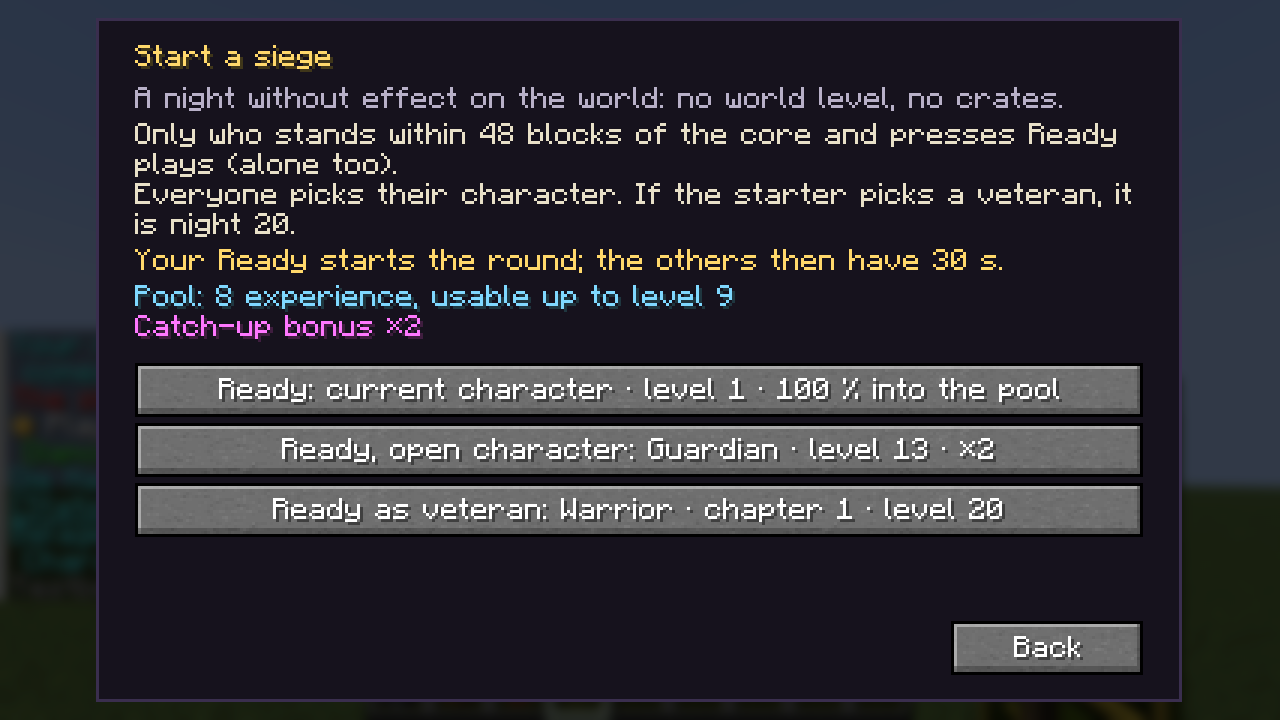 Start a siege
A night without effect on the world: no world level, no crates.
Only who stands within 48 blocks of the core and presses Ready
plays (alone too).
Everyone picks their character. If the starter picks a veteran, it
is night 20.
Your Ready starts the round; the others then have 30 s.
Pool: 8 experience, usable up to level 9
Catch-up bonus ×2
Ready: current character · level 1 · 100 % into the pool
Ready, open character: Guardian · level 13 · ×2
Ready as veteran: Warrior · chapter 1 · level 20
Back